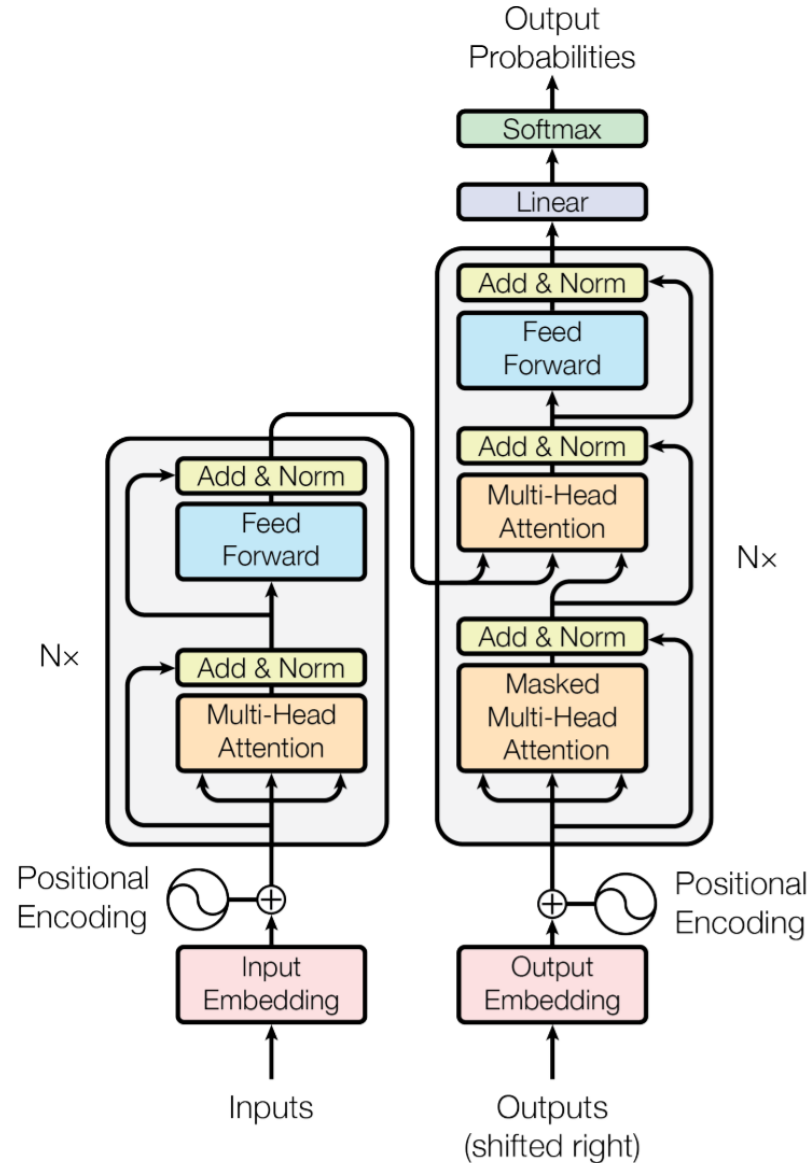 Output
Probabilities
Softmax
Linear
Add & Norm
Feed
Forward
Add & Norm
Multi-Head
Attention
Add & Norm
Masked
Multi-Head
Attention
Nx
Add & Norm
Feed
Forward
Add & Norm
Multi-Head
Attention
Nx
Positional
Encoding
Input
Embedding
Inputs
Positional
Encoding
Output
Embedding
Outputs
(shifted right)